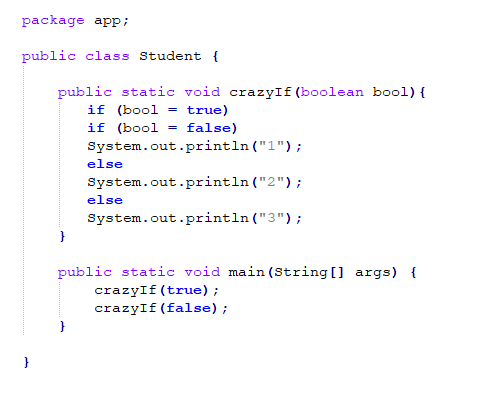 package app;
public class Student {
public static void crazyIf(boolean bool){
if (bool = true)
if (bool = false)
System.out.println("1");
else
System.out.println("2");
else
System.out.println("3");
}
public static void main(String[] args) {
crazyIf(true);
crazyIf(false);
}
}